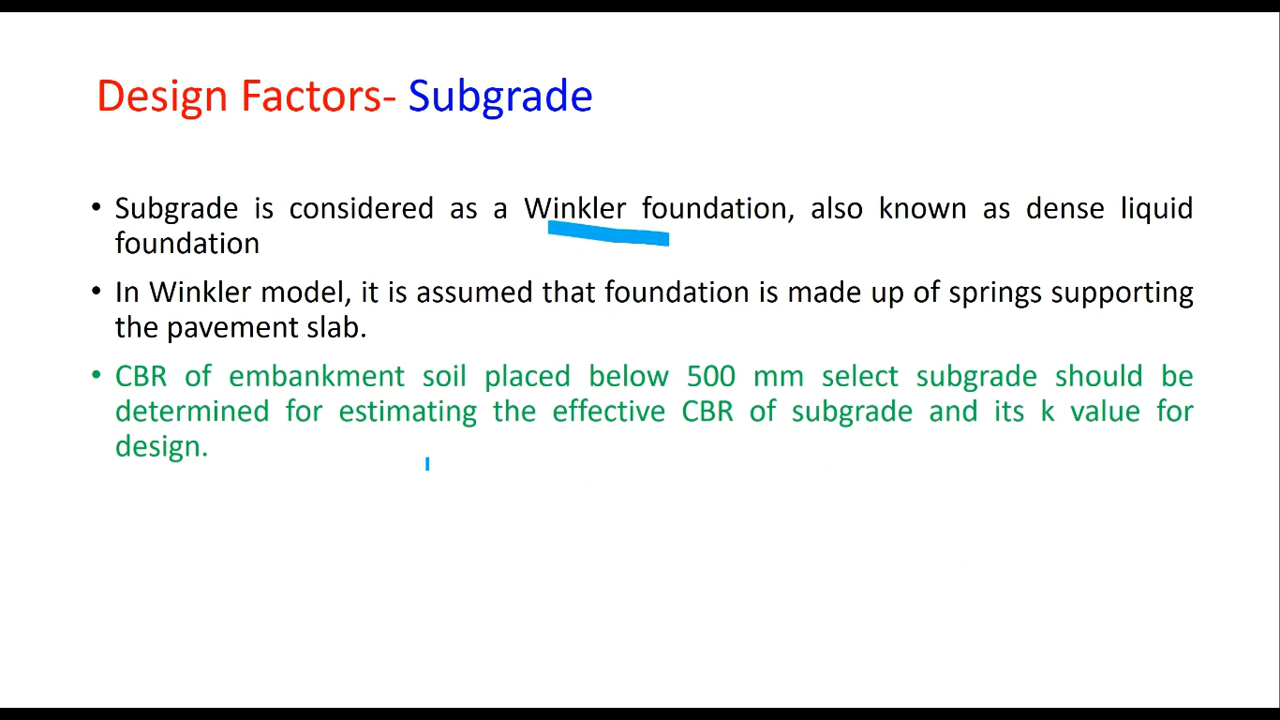 Design Factors- Subgrade
• Subgrade is considered as a Winkler foundation, also known as dense liquid
foundation
• In Winkler model, it is assumed that foundation is made up of springs supporting
the pavement slab.
• CBR of embankment soil placed below 500 mm select subgrade should be
determined for estimating the effective CBR of subgrade and its k value for
design.